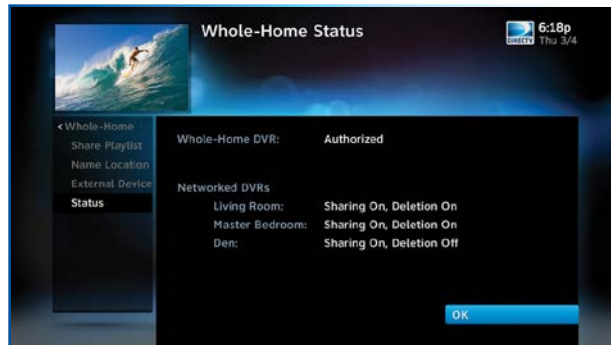 Whole-Home Status
DIRECTV
6:18p
Thu 3/4
<Whole-Home
Share Playlist
Name Location
External Device
Status
Whole-Home DVR: Authorized
Networked DVRs
Living Room: Sharing On, Deletion On
Master Bedroom: Sharing On, Deletion On
Den: Sharing On, Deletion Off
OK